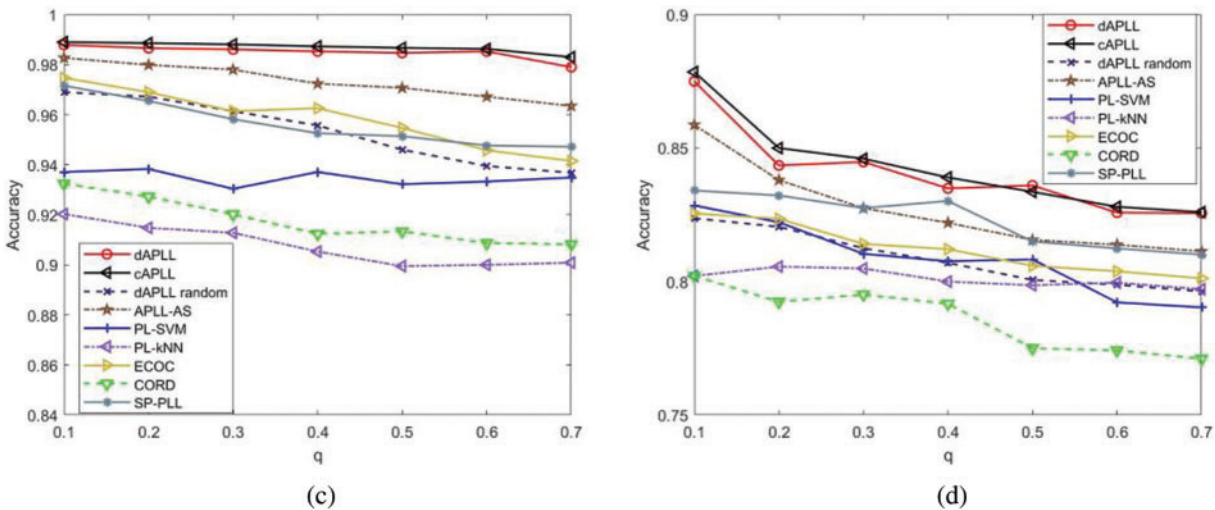 1
0.98
0.96
0.94
0.92
0.9
0.88
0.86
0.84
Accuracy
dAPLL
cAPLL
dAPLL random
APLL-AS
PL-SVM
PL-kNN
ECOC
CORD
SP-PLL
0.1 0.2 0.3 0.4 0.5 0.6 0.7
q
(c)
0.9
0.85
0.8
0.75
Accuracy
dAPLL
cAPLL
dAPLL random
APLL-AS
PL-SVM
PL-kNN
ECOC
CORD
SP-PLL
0.1 0.2 0.3 0.4 0.5 0.6 0.7
q
(d)